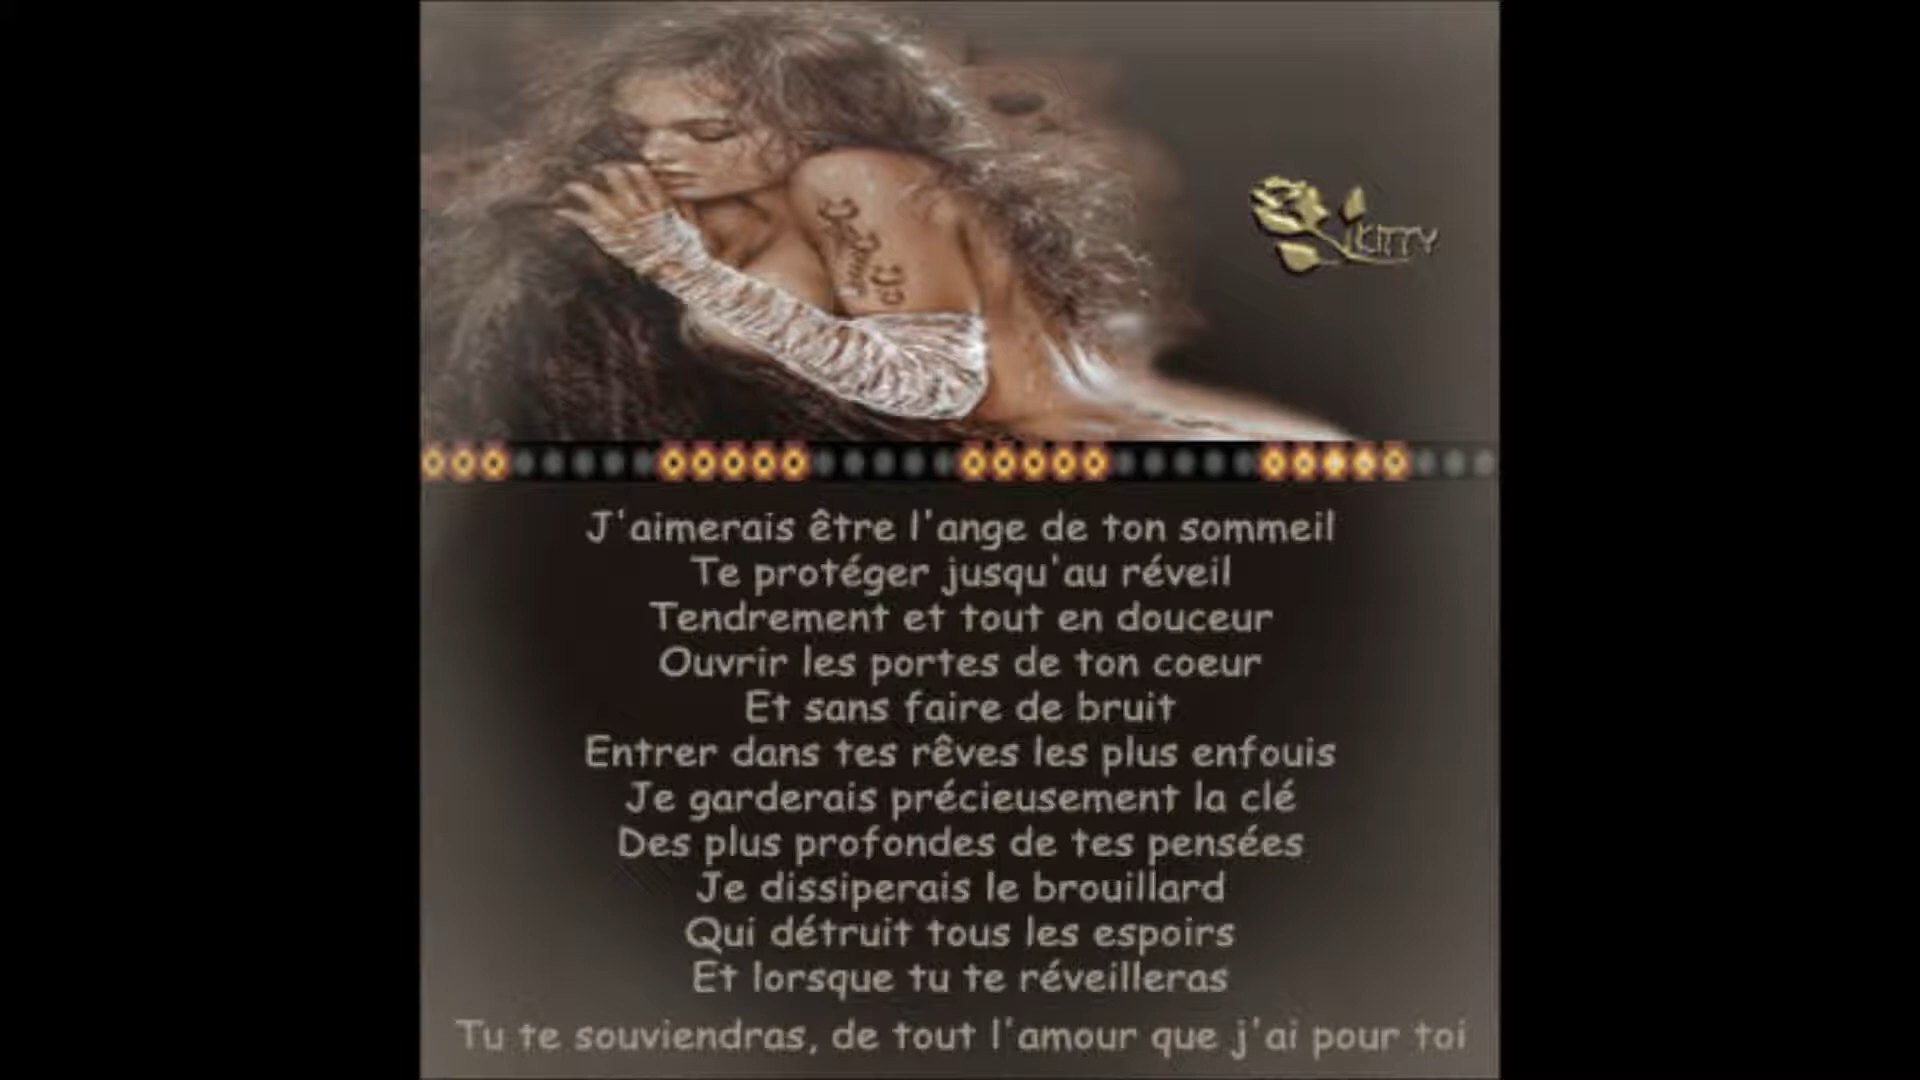 KITTY
J'aimerais être l'ange de ton sommeil
Te protéger jusqu'au réveil
Tendrement et tout en douceur
Ouvrir les portes de ton coeur
Et sans faire de bruit
Entrer dans tes rêves les plus enfouis
Je garderais précieusement la clé
Des plus profondes de tes pensées
Je dissiperais le brouillard
Qui détruit tous les espoirs
Et lorsque tu te réveilleras
Tu te souviendras, de tout l'amour que j'ai pour toi